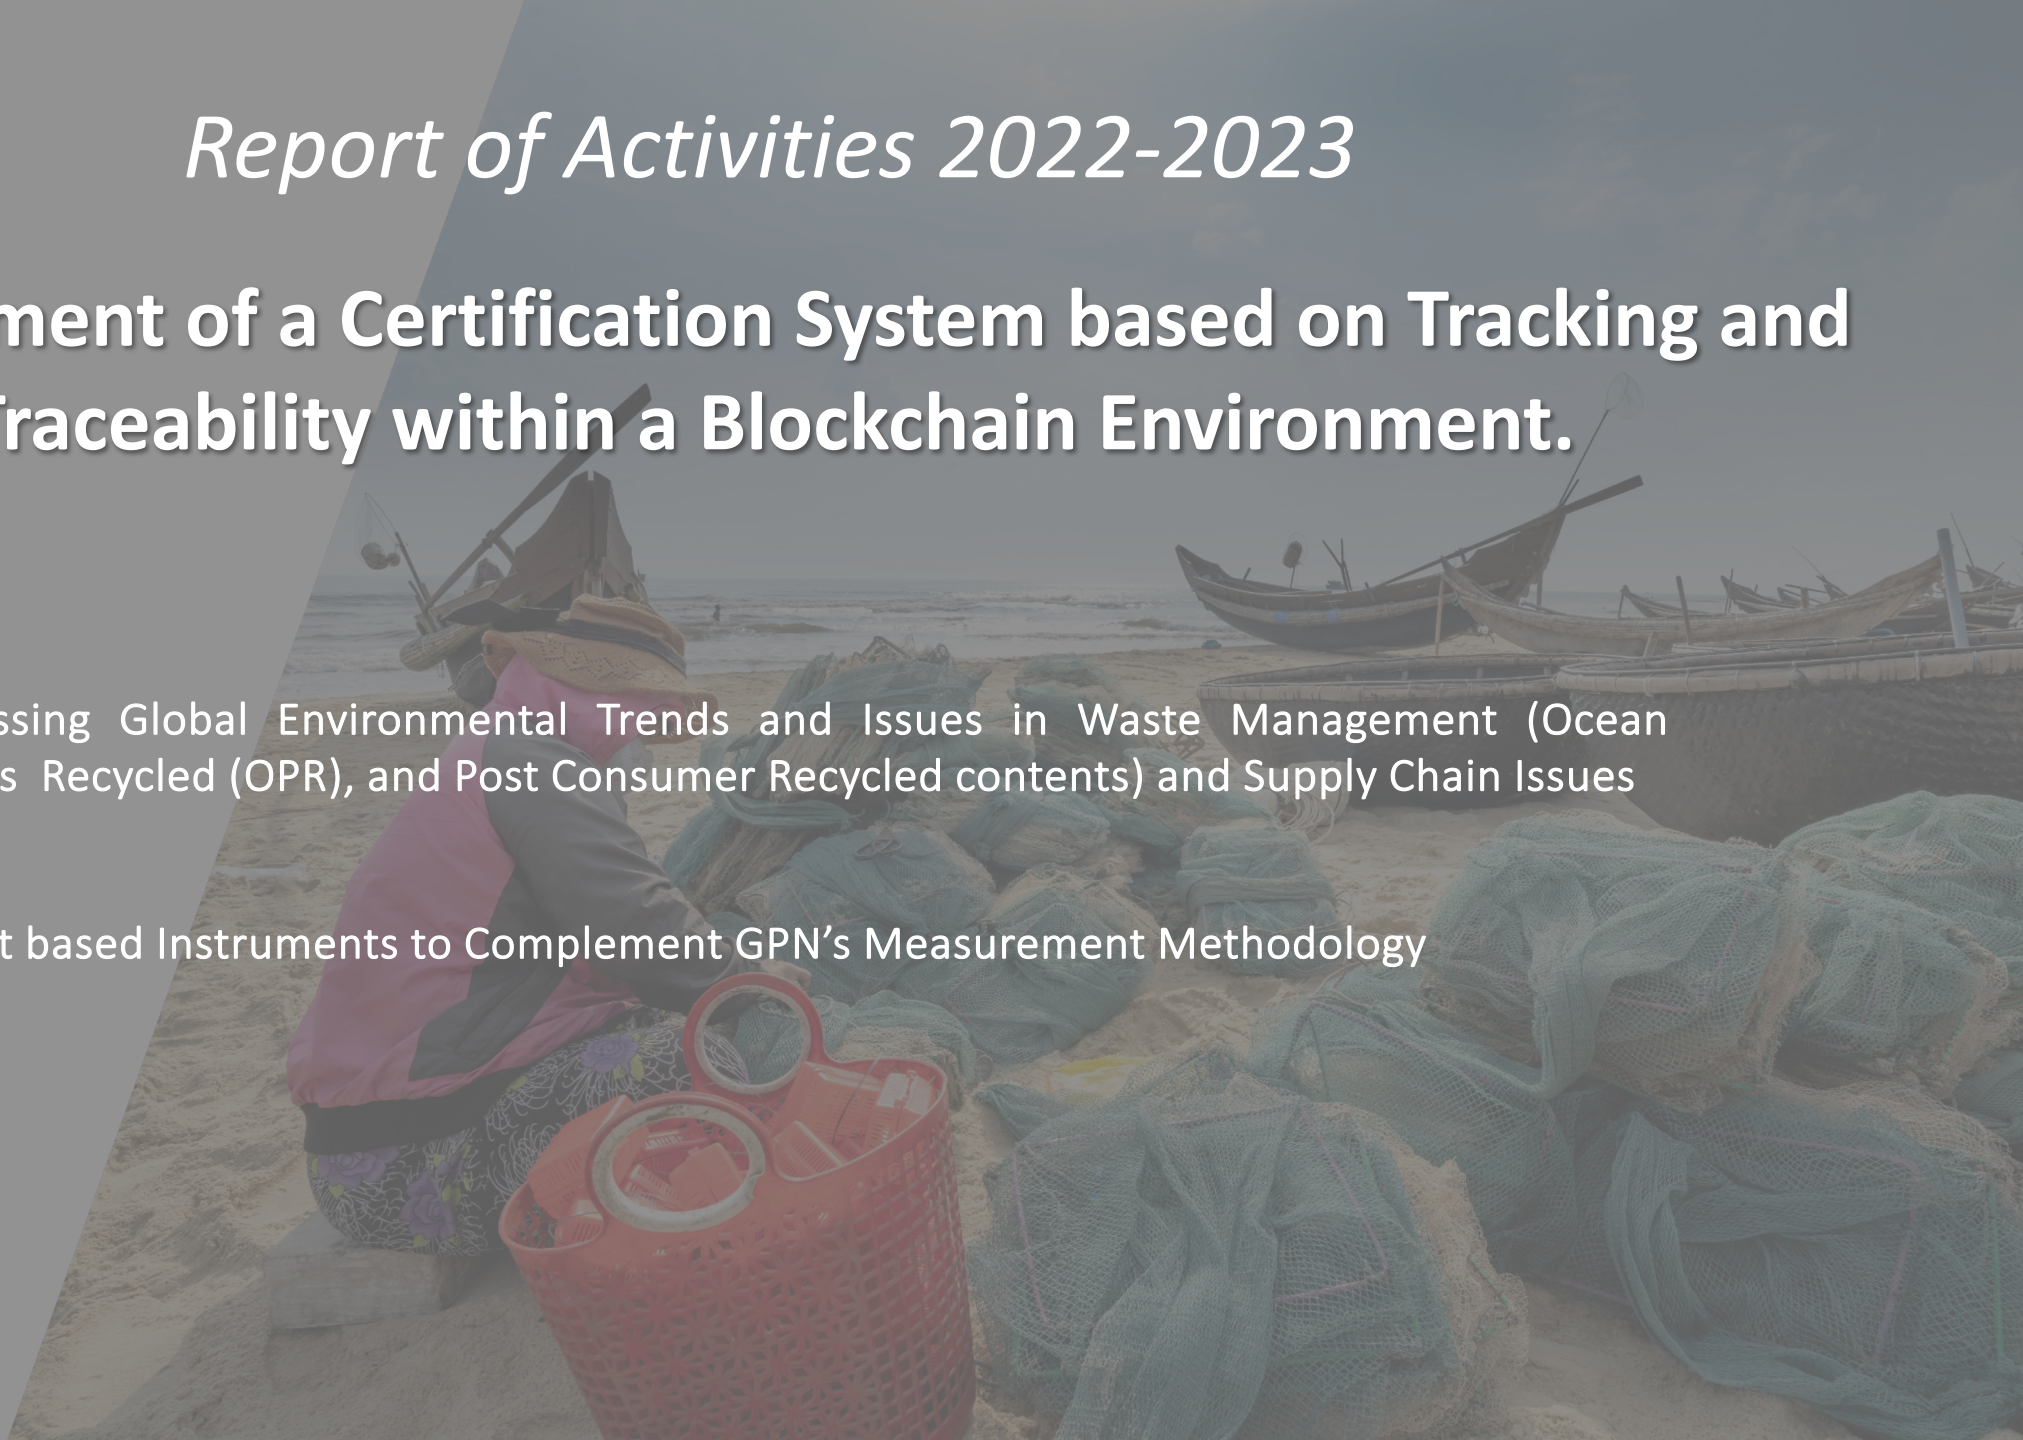 Report of Activities 2022-2023
ment of a Certification System based on Tracking and
Traceability within a Blockchain Environment.
ssing Global Environmental Trends and Issues in Waste Management (Ocean
s Recycled (OPR), and Post Consumer Recycled contents) and Supply Chain Issues
t based Instruments to Complement GPN’s Measurement Methodology